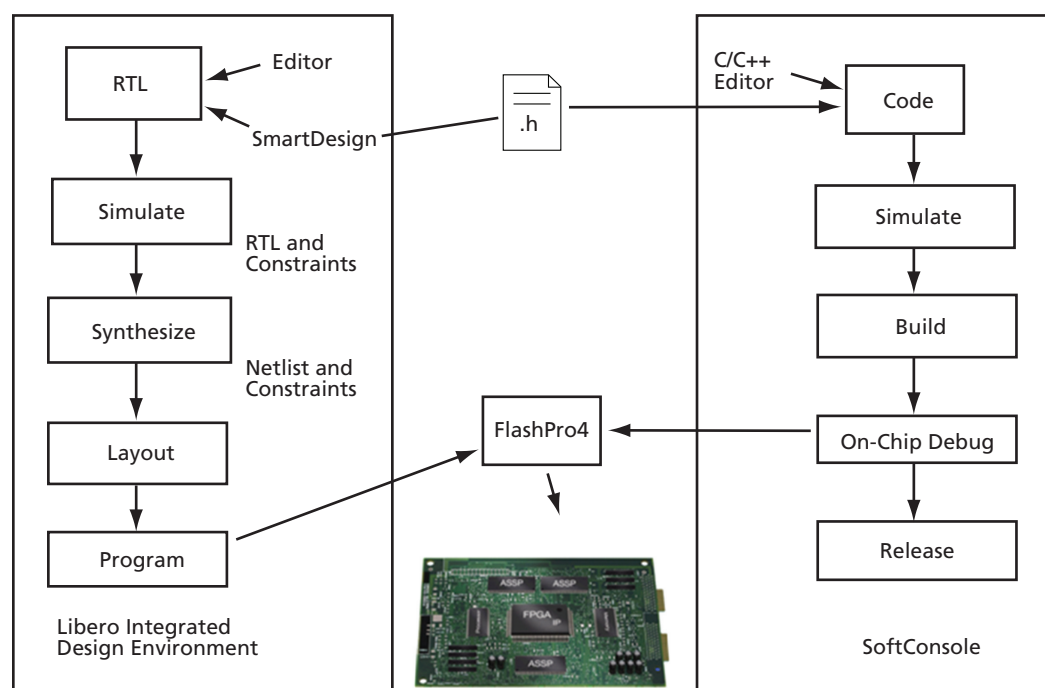 RTL
Editor
SmartDesign
Simulate
RTL and
Constraints
Synthesize
Netlist and
Constraints
Layout
Program
Libero Integrated
Design Environment
.h
FlashPro4
ASSP
ASSP
FPGA
IP
ASSP
C/C++
Editor
Code
Simulate
Build
On-Chip Debug
Release
SoftConsole